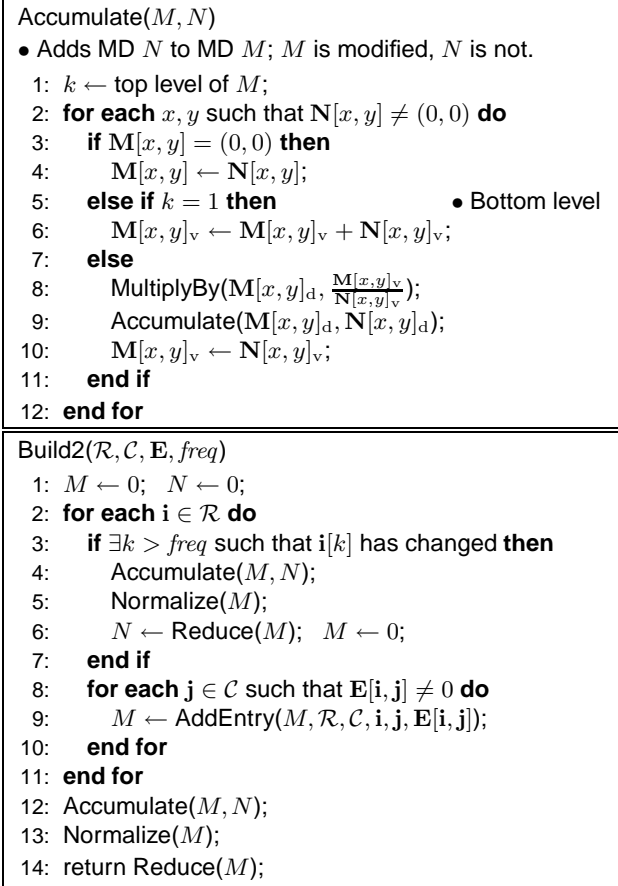 Accumulate(M, N)
• Adds MD N to MD M; M is modified, N is not.
1: k ← top level of M;
2: for each x, y such that N[x, y] ≠ (0, 0) do
3: if M[x, y] = (0, 0) then
4: M[x, y] ← N[x, y];
5: else if k = 1 then • Bottom level
6: M[x, y]v ← M[x, y]v + N[x, y]v;
7: else
8: MultiplyBy(M[x, y]d, M[x,y]v/N[x,y]v);
9: Accumulate(M[x, y]d, N[x, y]d);
10: M[x, y]v ← N[x, y]v;
11: end if
12: end for
Build2(R, C, E, freq)
1: M ← 0; N ← 0;
2: for each i ∈ R do
3: if ∃k > freq such that i[k] has changed then
4: Accumulate(M, N);
5: Normalize(M);
6: N ← Reduce(M); M ← 0;
7: end if
8: for each j ∈ C such that E[i, j] ≠ 0 do
9: M ← AddEntry(M, R, C, i, j, E[i, j]);
10: end for
11: end for
12: Accumulate(M, N);
13: Normalize(M);
14: return Reduce(M);